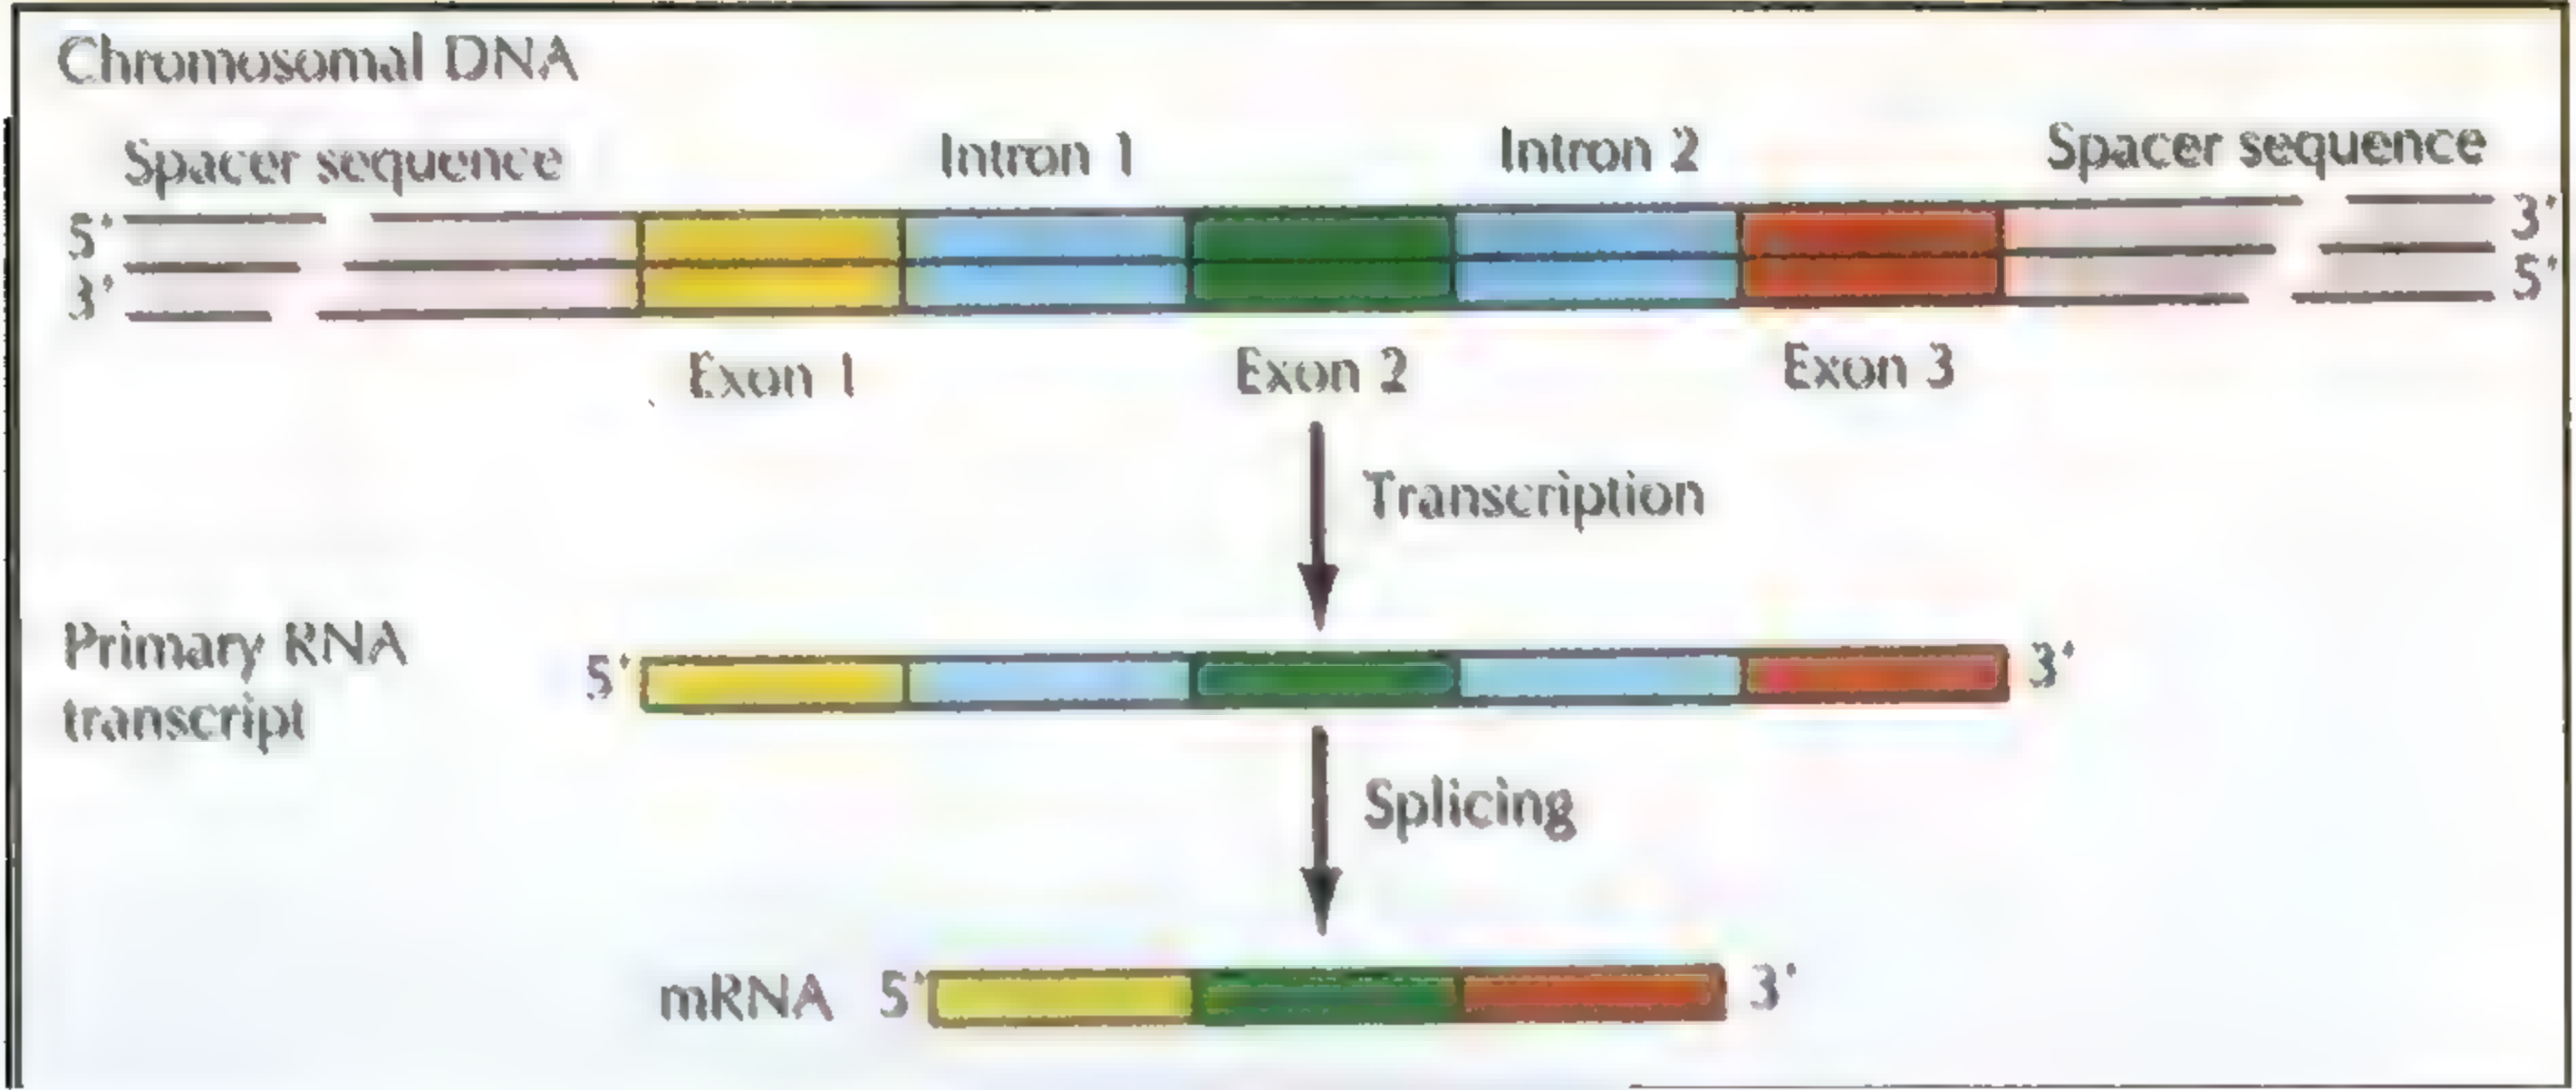 Chromosomal DNA
Spacer sequence Intron 1 Intron 2 Spacer sequence
5' 3'
3' 5'
Exon 1 Exon 2 Exon 3
Transcription
Primary RNA
transcript
5' 3'
Splicing
mRNA 5' 3'